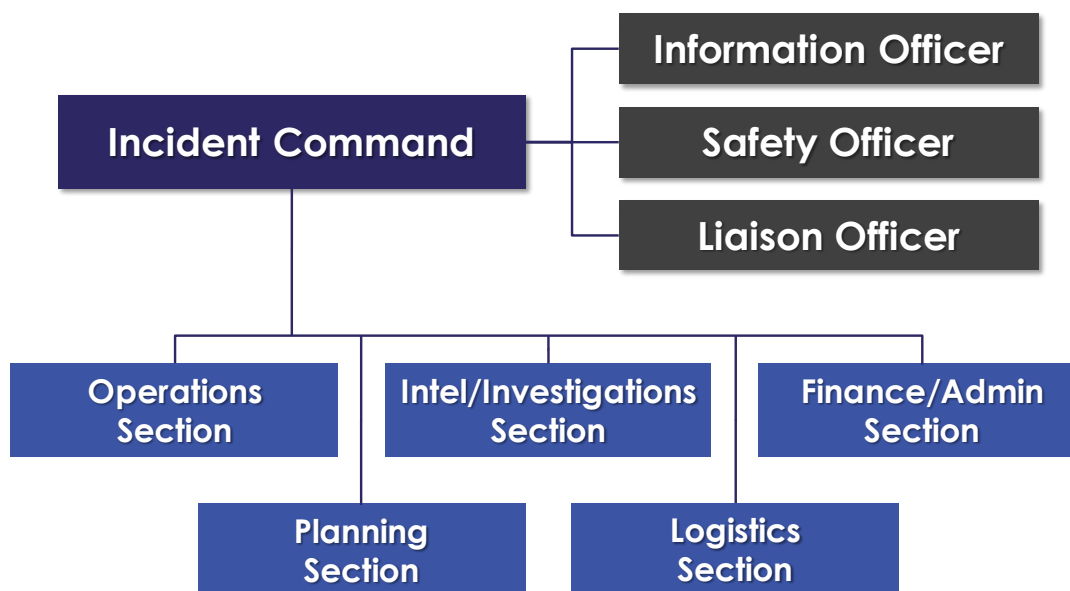 Information Officer
Incident Command
Safety Officer
Liaison Officer
Operations
Section
Intel/Investigations
Section
Finance/Admin
Section
Planning
Section
Logistics
Section